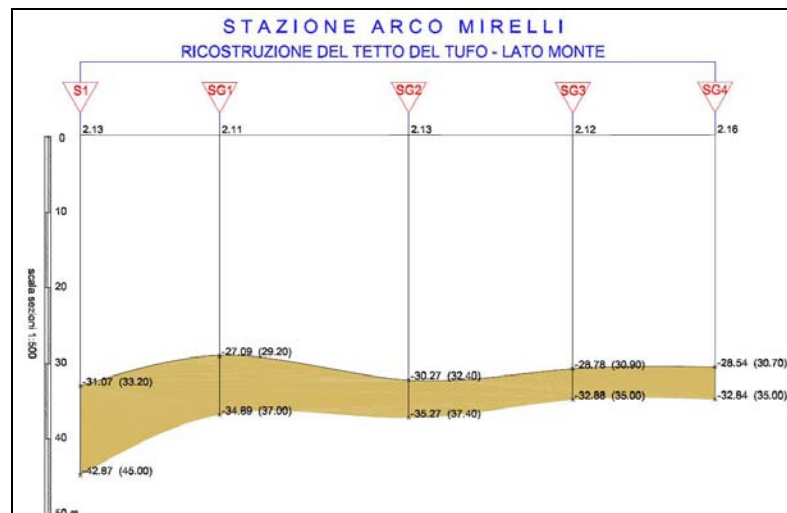 STAZIONE ARCO MIRELLI
RICOSTRUZIONE DEL TETTO DEL TUFO - LATO MONTE
S1 SG1 SG2 SG3 SG4
2.13 2.11 2.13 2.12 2.16
0
10
20
scala sezioni 1:500
30
-27.09 (29.20)
-31.07 (33.20)
-30.27 (32.40)
-28.78 (30.90)
-28.54 (30.70)
-34.89 (37.00)
-35.27 (37.40)
-32.88 (35.00)
-32.84 (35.00)
40
-42.87 (45.00)
50 m